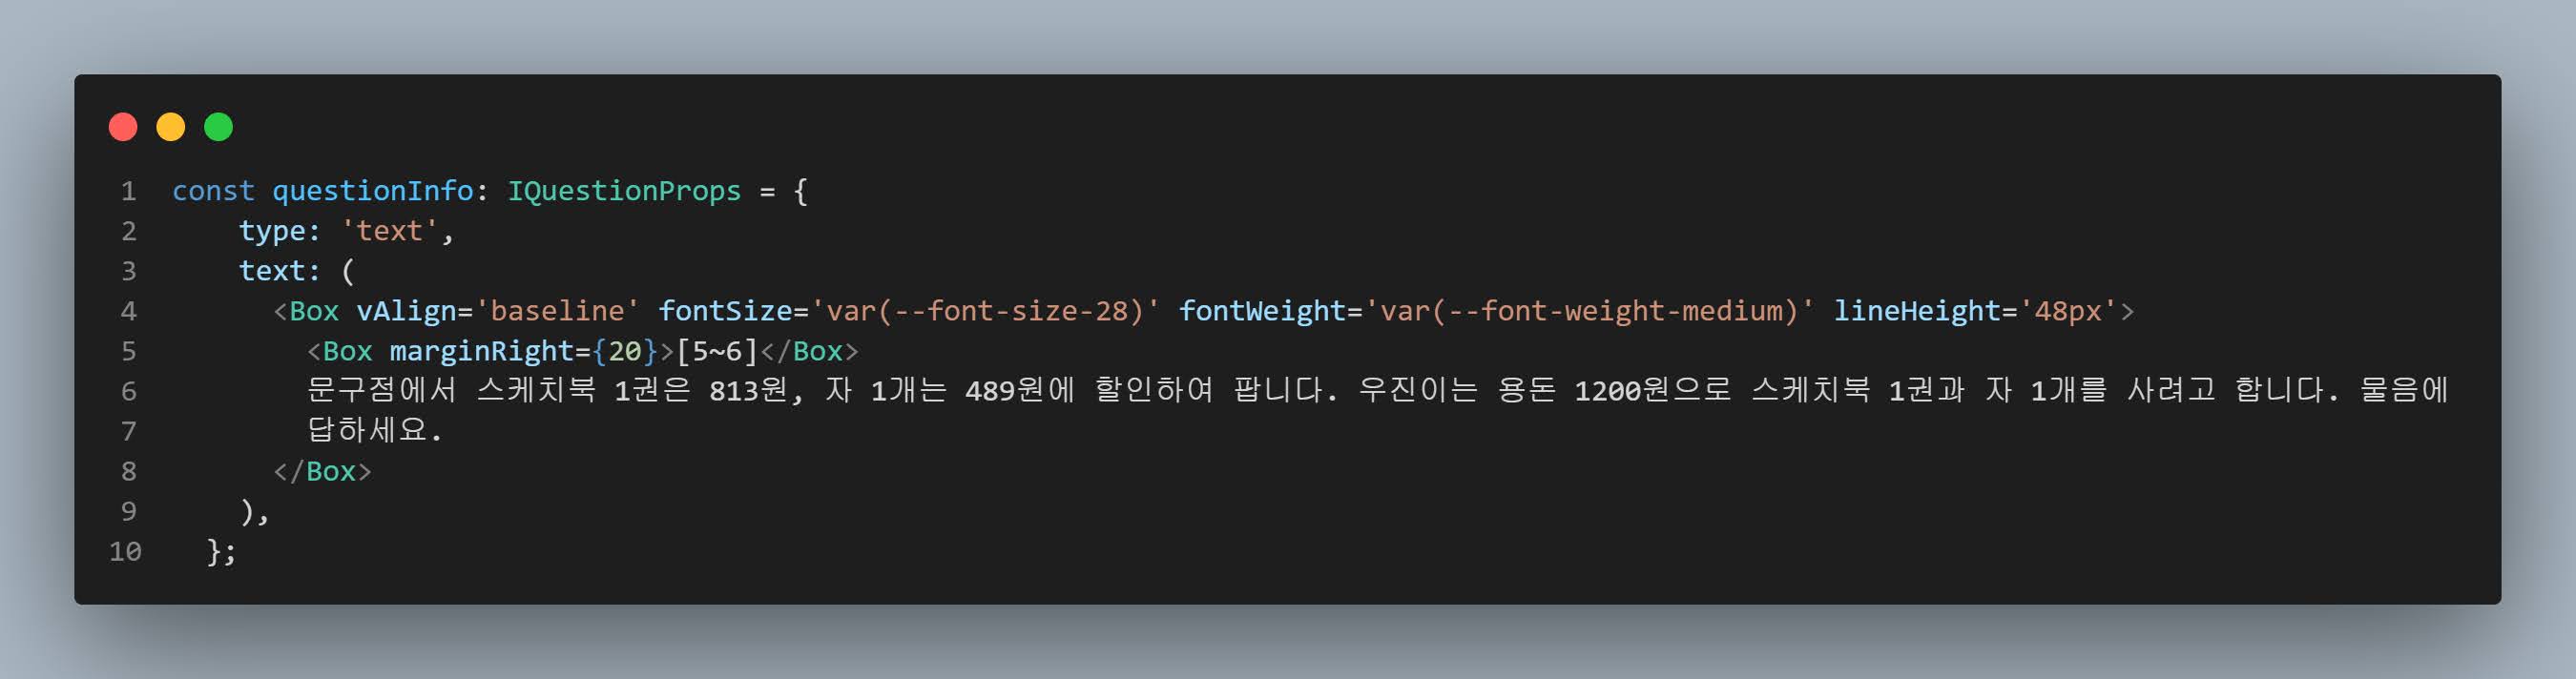 1 const questionInfo: IQuestionProps = {
2 type: 'text',
3 text: (
4 <Box vAlign='baseline' fontSize='var(--font-size-28)' fontWeight='var(--font-weight-medium)' lineHeight='48px'>
5 <Box marginRight={20}>[5~6]</Box>
6 문구점에서 스케치북 1권은 813원, 자 1개는 489원에 할인하여 팝니다. 우진이는 용돈 1200원으로 스케치북 1권과 자 1개를 사려고 합니다. 물음에
7 답하세요.
8 </Box>
9 ),
10 };